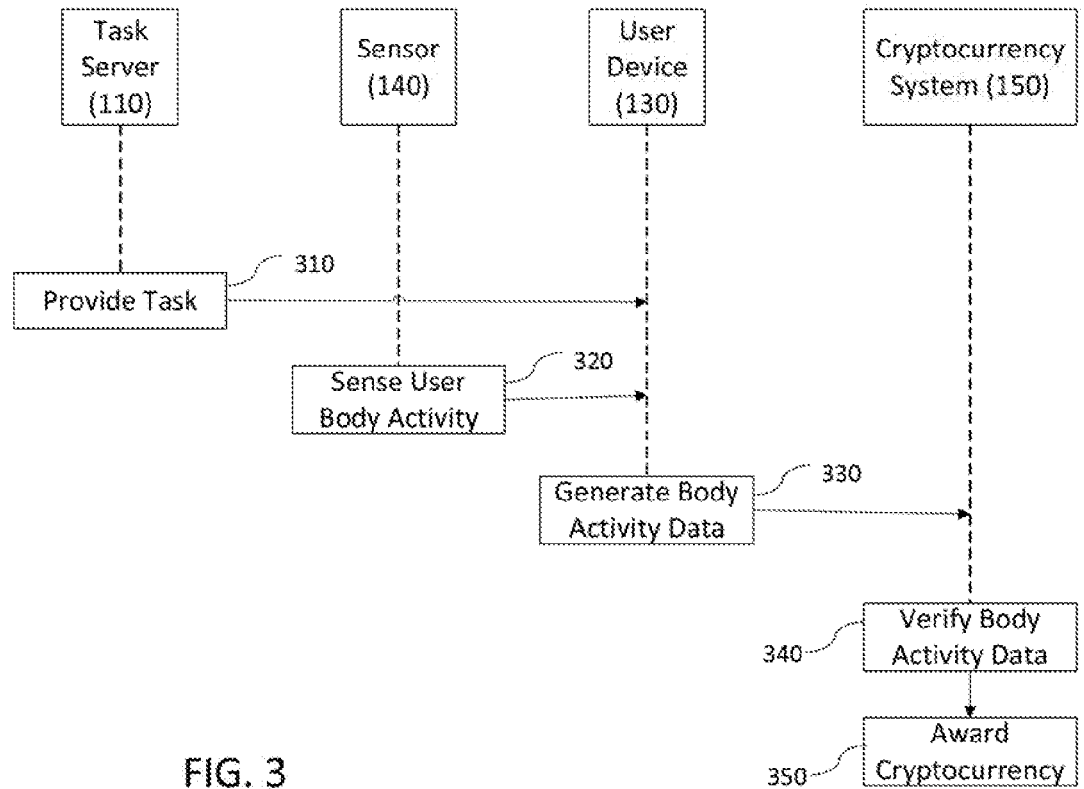 Task
Server
(110)
Sensor
(140)
User
Device
(130)
Cryptocurrency
System (150)
310
Provide Task
320
Sense User
Body Activity
330
Generate Body
Activity Data
Verify Body
Activity Data
340
Award
Cryptocurrency
350
FIG. 3